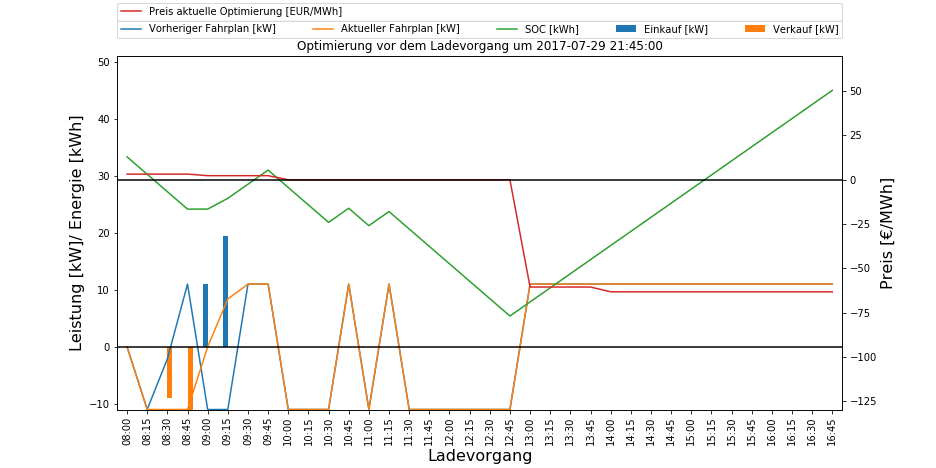 Preis aktuelle Optimierung [EUR/MWh]
Vorheriger Fahrplan [kW] Aktueller Fahrplan [kW] SOC [kWh] Einkauf [kW] Verkauf [kW]
Optimierung vor dem Ladevorgang um 2017-07-29 21:45:00
Leistung [kW]/ Energie [kWh]
50
40
30
20
10
0
−10
50
25
0
−25
−50
−75
−100
−125
Preis [€/MWh]
08:00 08:15 08:30 08:45 09:00 09:15 09:30 09:45 10:00 10:15 10:30 10:45 11:00 11:15 11:30 11:45 12:00 12:15 12:30 12:45 13:00 13:15 13:30 13:45 14:00 14:15 14:30 14:45 15:00 15:15 15:30 15:45 16:00 16:15 16:30 16:45
Ladevorgang